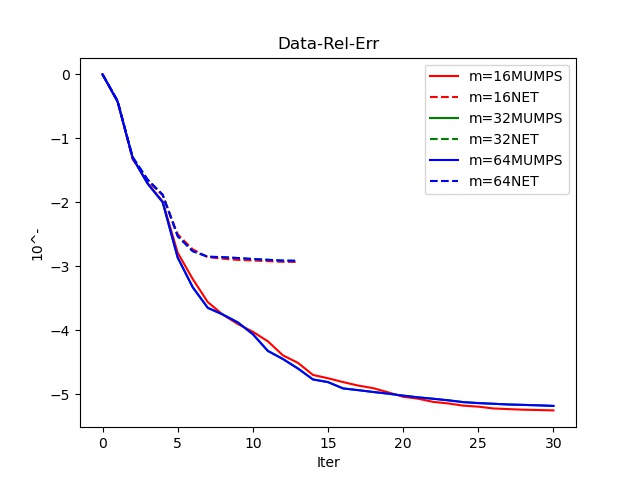 Data-Rel-Err
0
−1
−2
−3
−4
−5
10^-
0
5
10
15
20
25
30
Iter
m=16MUMPS
m=16NET
m=32MUMPS
m=32NET
m=64MUMPS
m=64NET